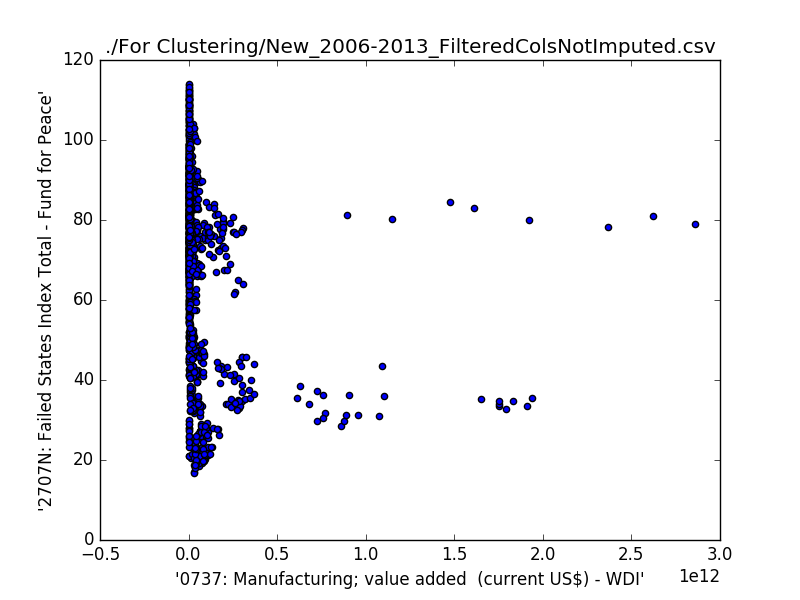 ./For Clustering/New_2006-2013_FilteredColsNotImputed.csv
120
100
80
60
40
20
0
'2707N: Failed States Index Total - Fund for Peace'
−0.5 0.0 0.5 1.0 1.5 2.0 2.5 3.0
1e12
'0737: Manufacturing; value added  (current US$) - WDI'